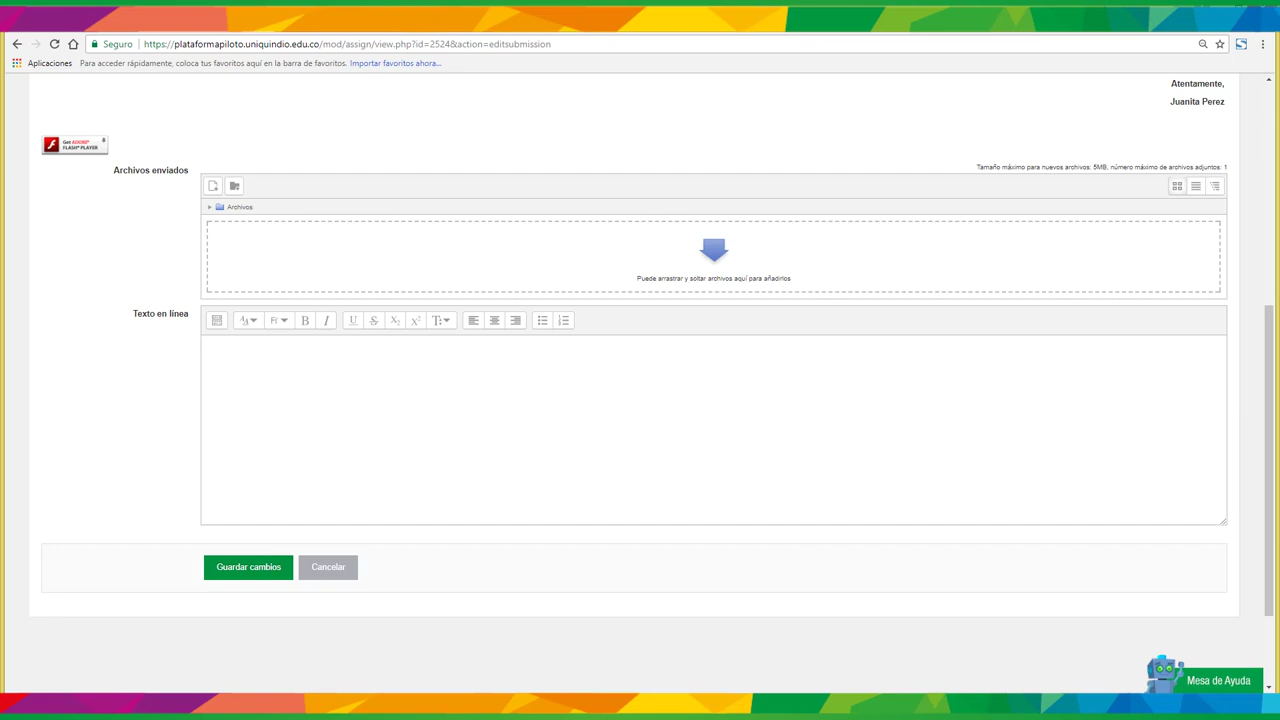 Seguro https://plataformapiloto.uniquindio.edu.co/mod/assign/view.php?id=2524&action=editsubmission
Aplicaciones Para acceder rápidamente, coloca tus favoritos aquí en la barra de favoritos. Importar favoritos ahora...
Atentamente,
Juanita Perez
Get ADOBE®
FLASH® PLAYER
Archivos enviados
Tamaño máximo para nuevos archivos: 5MB, número máximo de archivos adjuntos: 1
Archivos
Puede arrastrar y soltar archivos aquí para añadirlos
Texto en línea
Guardar cambios
Cancelar
Mesa de Ayuda